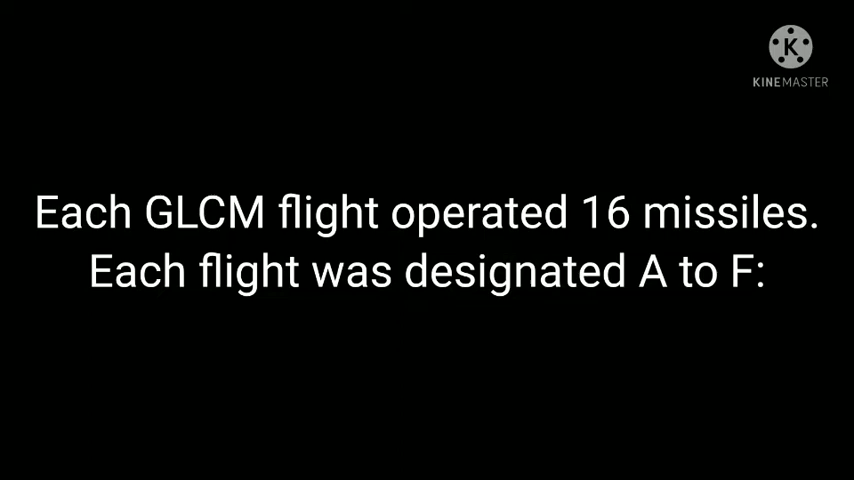 K
KINEMASTER
Each GLCM flight operated 16 missiles.
Each flight was designated A to F: